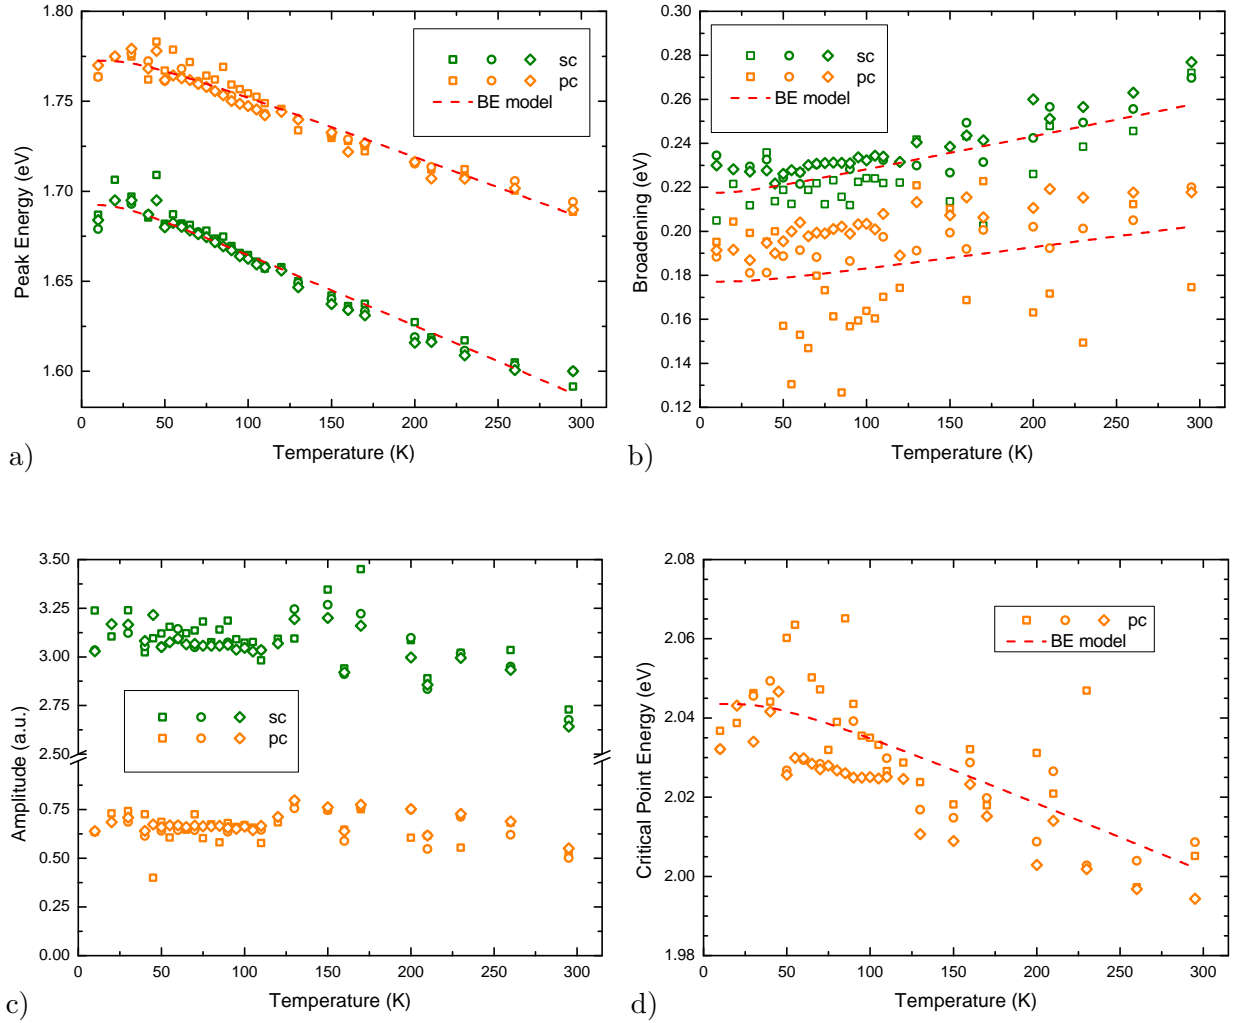 1.80
1.75
1.70
1.65
1.60
Peak Energy (eV)
sc
pc
BE model
0 50 100 150 200 250 300
Temperature (K)
a)
0.30
0.28
0.26
0.24
0.22
0.20
0.18
0.16
0.14
0.12
Broadening (eV)
sc
pc
BE model
0 50 100 150 200 250 300
Temperature (K)
b)
3.50
3.25
3.00
2.75
2.50
0.75
0.50
0.25
0.00
Amplitude (a.u.)
sc
pc
0 50 100 150 200 250 300
Temperature (K)
c)
2.08
2.06
2.04
2.02
2.00
1.98
Critical Point Energy (eV)
pc
BE model
0 50 100 150 200 250 300
Temperature (K)
d)